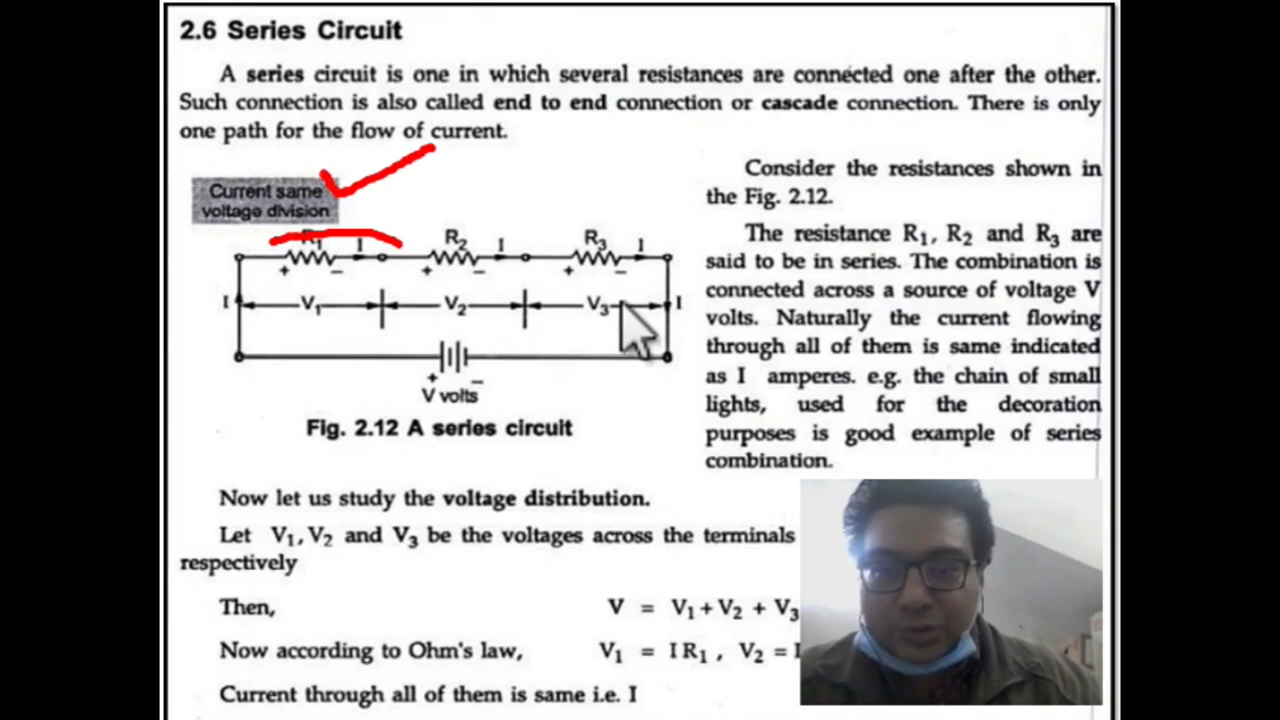 2.6 Series Circuit
A series circuit is one in which several resistances are connected one after the other.
Such connection is also called end to end connection or cascade connection. There is only
one path for the flow of current.
Current same
voltage division
R1 I R2 I R3 I
+ − + − + −
I V1 V2 V3 I
+ −
V volts
Fig. 2.12 A series circuit
Consider the resistances shown in
the Fig. 2.12.
The resistance R1, R2 and R3 are
said to be in series. The combination is
connected across a source of voltage V
volts. Naturally the current flowing
through all of them is same indicated
as I amperes. e.g. the chain of small
lights, used for the decoration
purposes is good example of series
combination.
Now let us study the voltage distribution.
Let V1, V2 and V3 be the voltages across the terminals
respectively
Then, V = V1 + V2 + V3
Now according to Ohm's law, V1 = I R1 , V2 = I
Current through all of them is same i.e. I